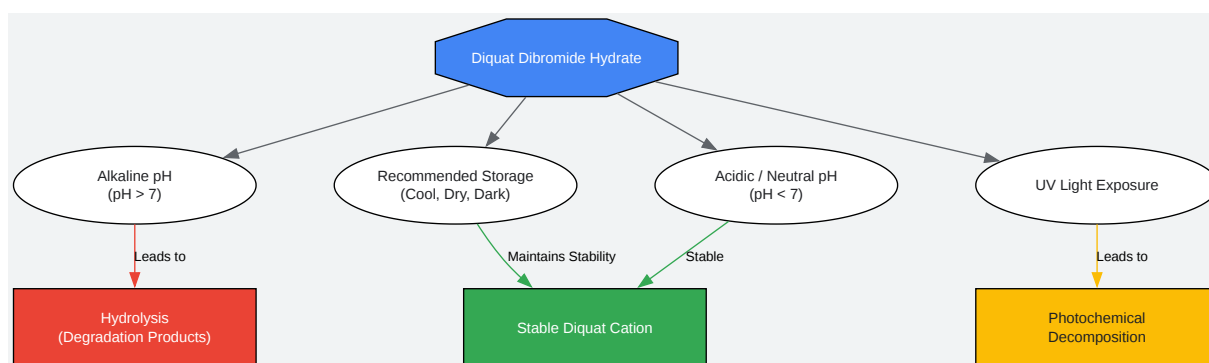 Diquat Dibromide Hydrate
Alkaline pH
(pH > 7)
Recommended Storage
(Cool, Dry, Dark)
Acidic / Neutral pH
(pH < 7)
UV Light Exposure
Leads to
Maintains Stability
Stable
Leads to
Hydrolysis
(Degradation Products)
Stable Diquat Cation
Photochemical
Decomposition